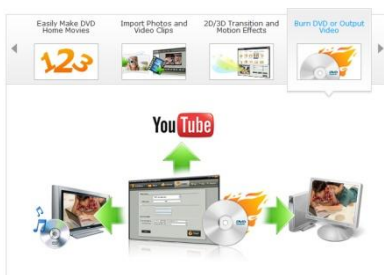 Easily Make DVD
Home Movies
Import Photos and
Video Clips
2D/3D Transition and
Motion Effects
Burn DVD or Output
Video
123
YouTube
DVD